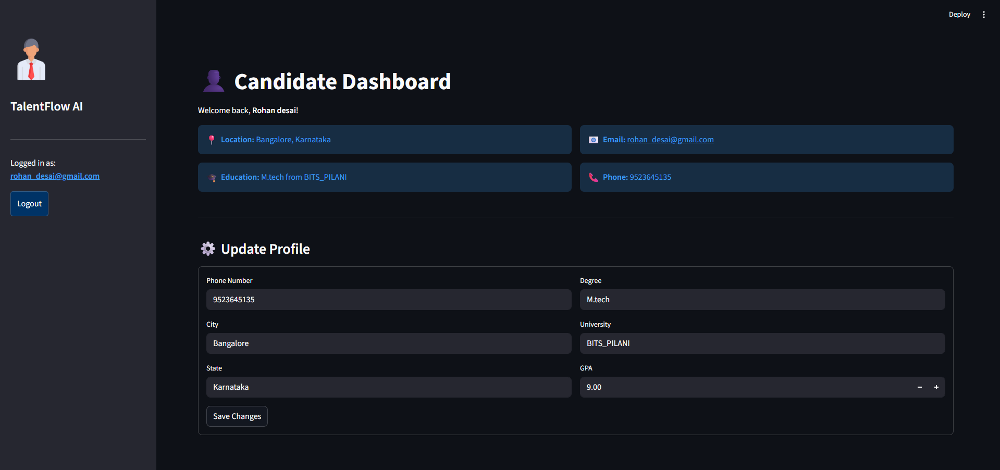 Deploy
TalentFlow AI
Logged in as:
rohan_desai@gmail.com
Logout
Candidate Dashboard
Welcome back, Rohan desai!
Location: Bangalore, Karnataka
Email: rohan_desai@gmail.com
Education: M.tech from BITS_PILANI
Phone: 9523645135
Update Profile
Phone Number
9523645135
Degree
M.tech
City
Bangalore
University
BITS_PILANI
State
Karnataka
GPA
9.00
Save Changes